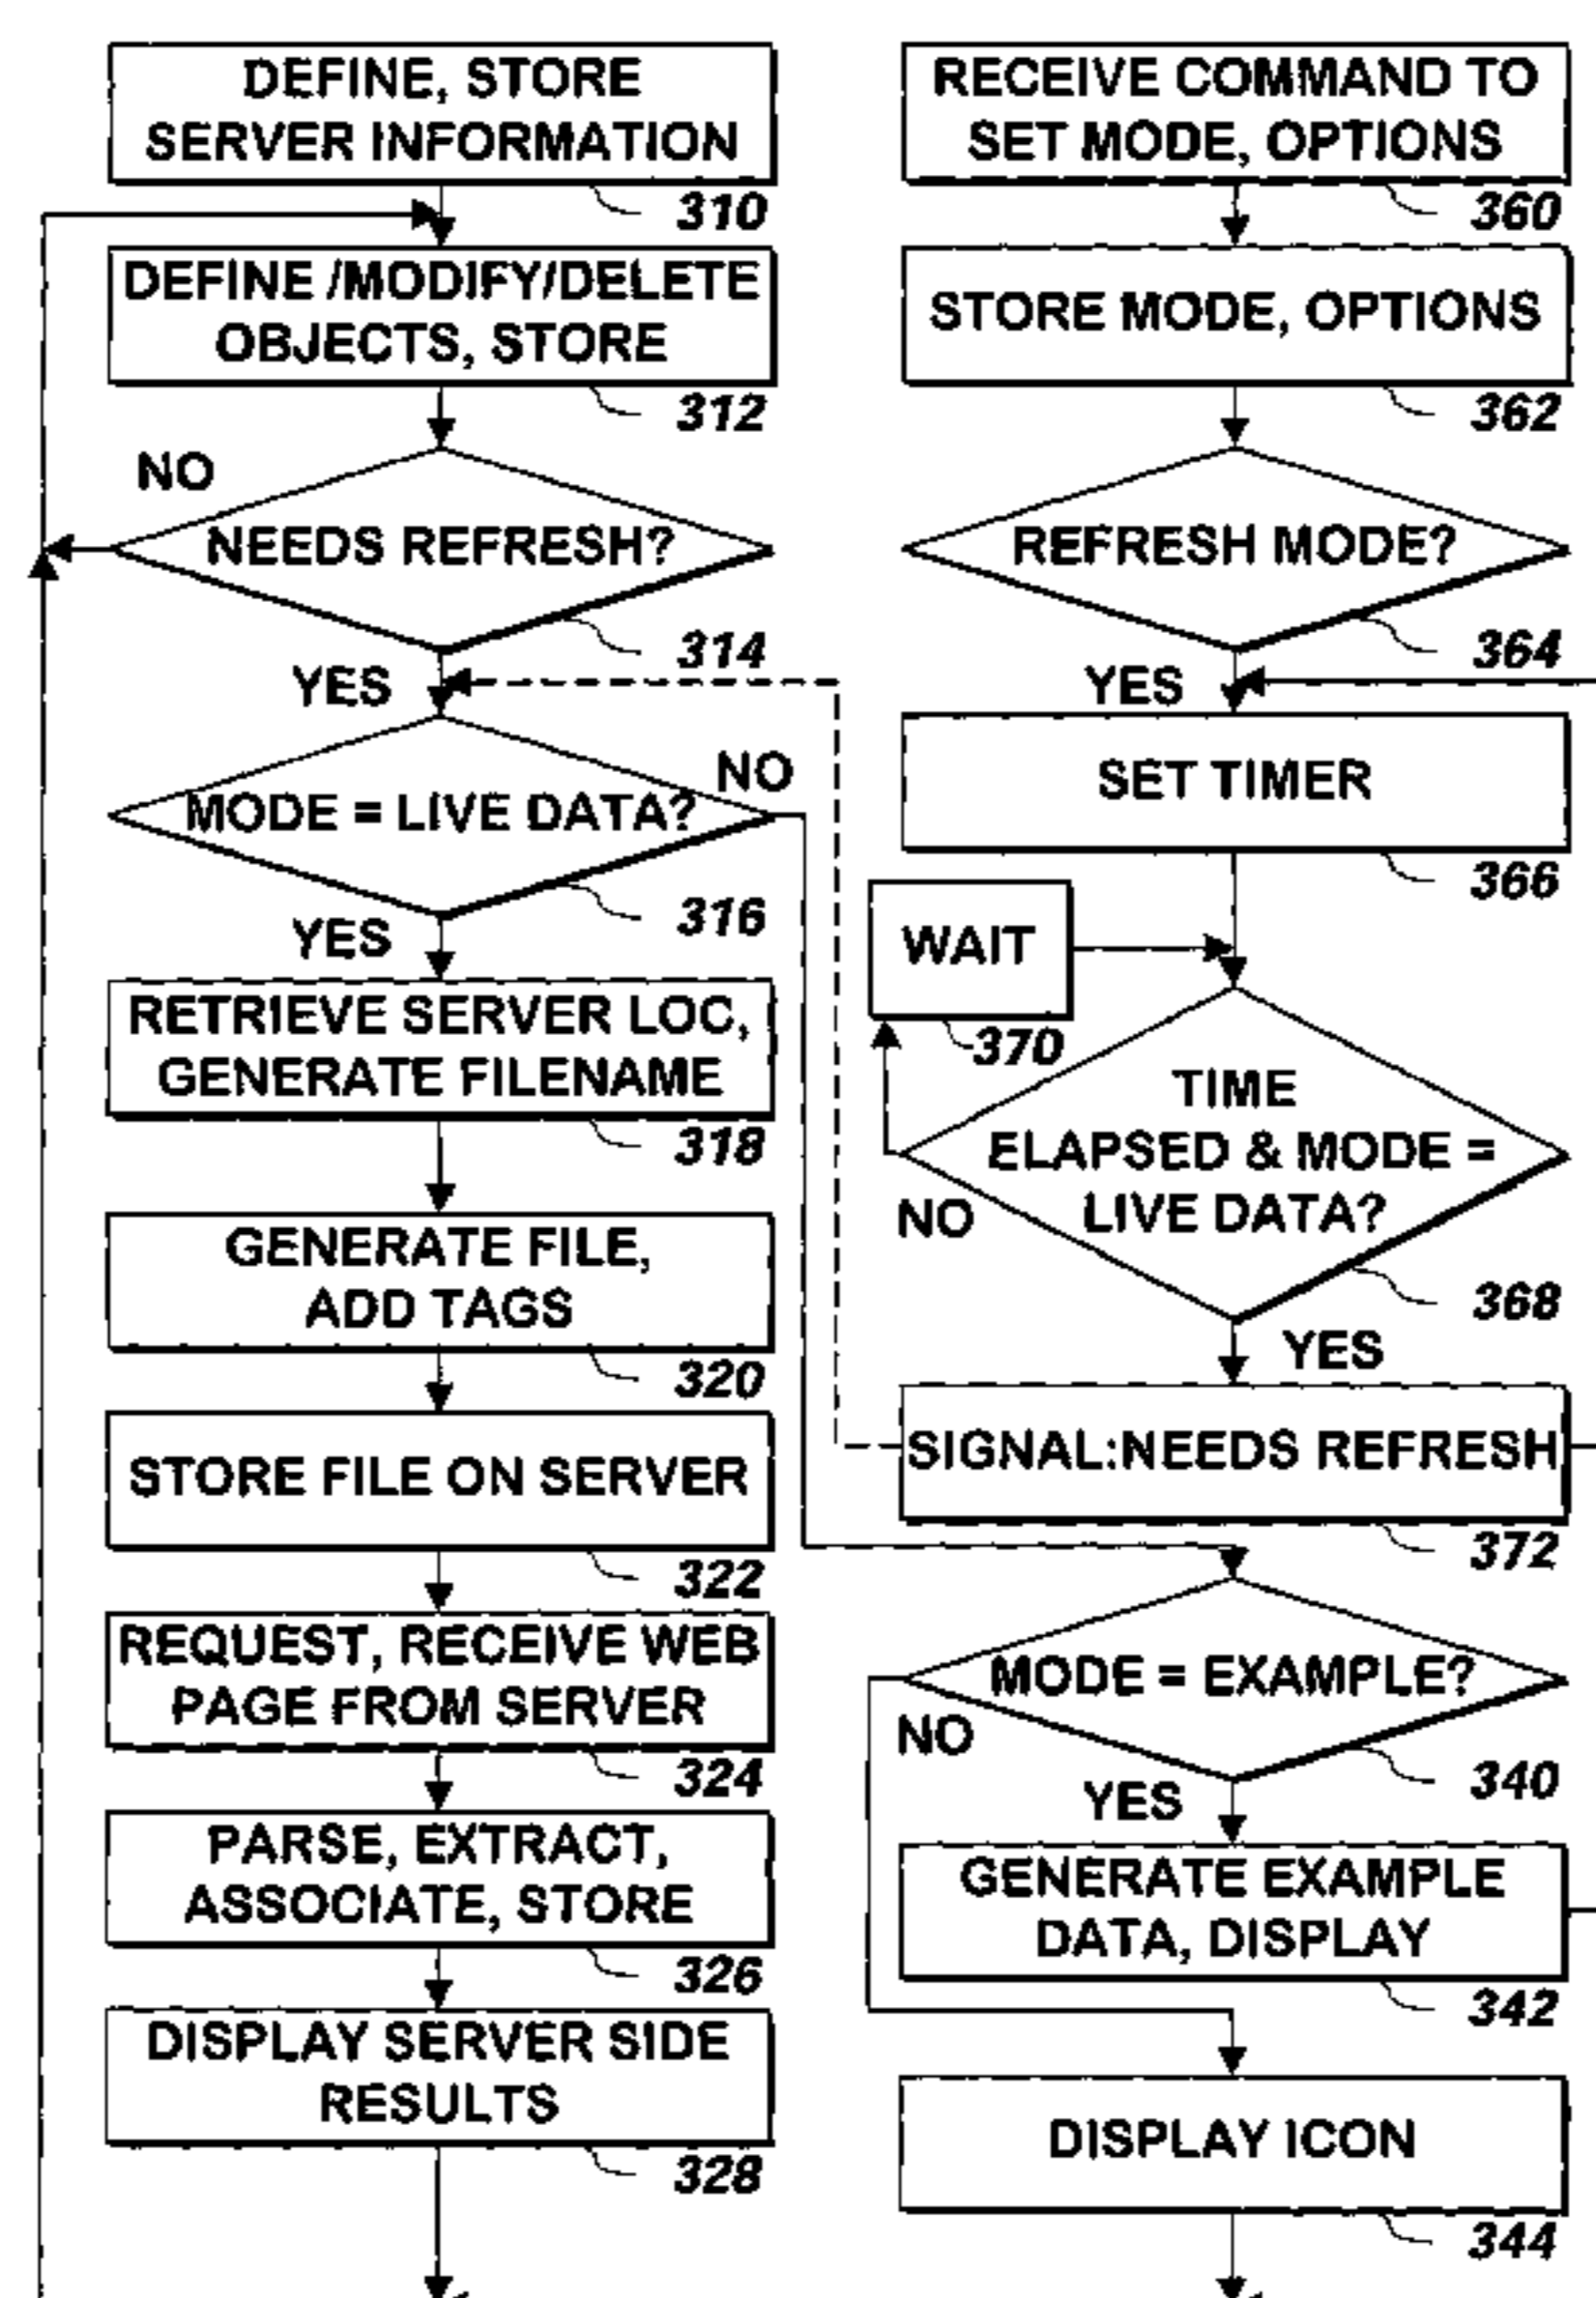 DEFINE, STORE
SERVER INFORMATION
310
DEFINE /MODIFY/DELETE
OBJECTS, STORE
312
NO
NEEDS REFRESH?
314
YES
NO
MODE = LIVE DATA?
316
YES
RETRIEVE SERVER LOC,
GENERATE FILENAME
318
GENERATE FILE,
ADD TAGS
320
STORE FILE ON SERVER
322
REQUEST, RECEIVE WEB
PAGE FROM SERVER
324
PARSE, EXTRACT,
ASSOCIATE, STORE
326
DISPLAY SERVER SIDE
RESULTS
328
RECEIVE COMMAND TO
SET MODE, OPTIONS
360
STORE MODE, OPTIONS
362
REFRESH MODE?
364
YES
SET TIMER
366
WAIT
370
TIME
ELAPSED & MODE =
LIVE DATA?
NO
368
YES
SIGNAL:NEEDS REFRESH
372
MODE = EXAMPLE?
NO
340
YES
GENERATE EXAMPLE
DATA, DISPLAY
342
DISPLAY ICON
344